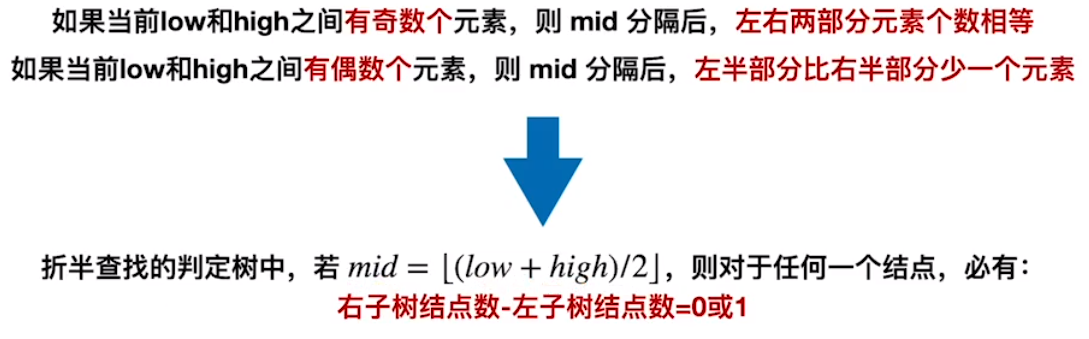 如果当前low和high之间有奇数个元素，则 mid 分隔后，左右两部分元素个数相等
如果当前low和high之间有偶数个元素，则 mid 分隔后，左半部分比右半部分少一个元素
折半查找的判定树中，若 mid = ⌊(low + high)/2⌋，则对于任何一个结点，必有：
右子树结点数-左子树结点数=0或1